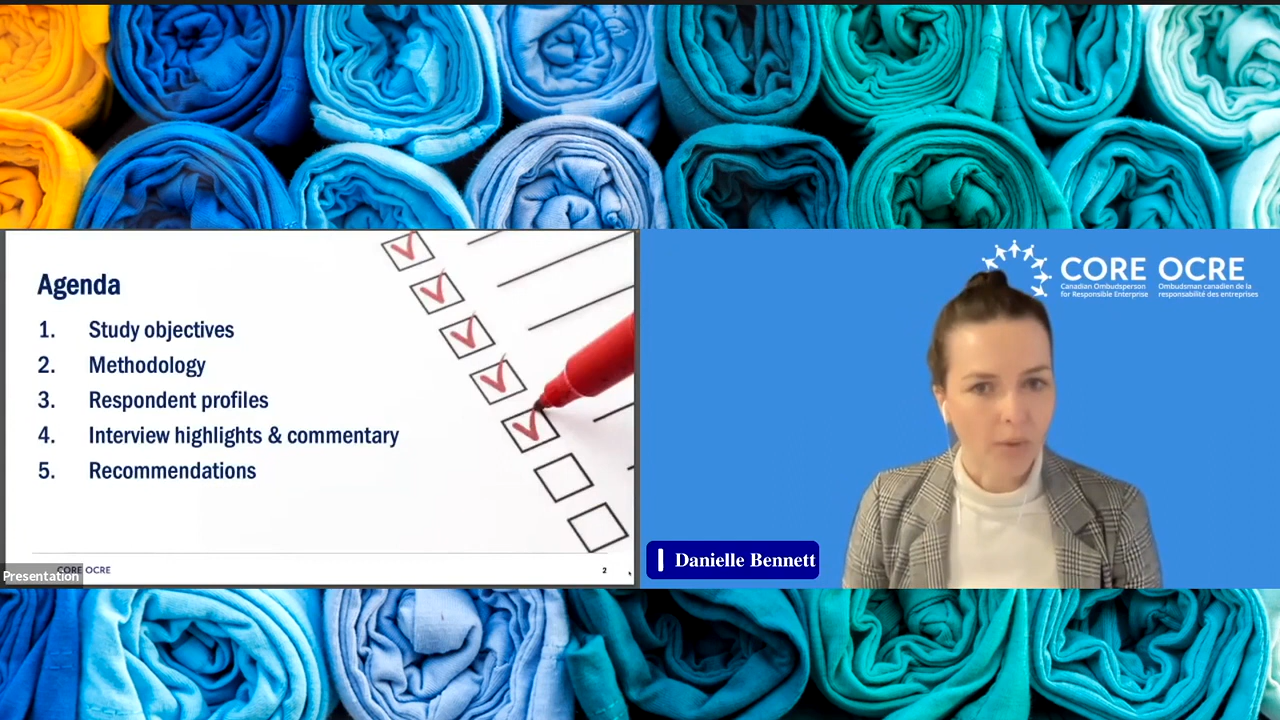 Agenda
1. Study objectives
2. Methodology
3. Respondent profiles
4. Interview highlights & commentary
5. Recommendations
CORE OCRE
2
Presentation
CORE OCRE
Canadian Ombudsperson
for Responsible Enterprise
Ombudsman canadien de la
responsabilité des entreprises
Danielle Bennett